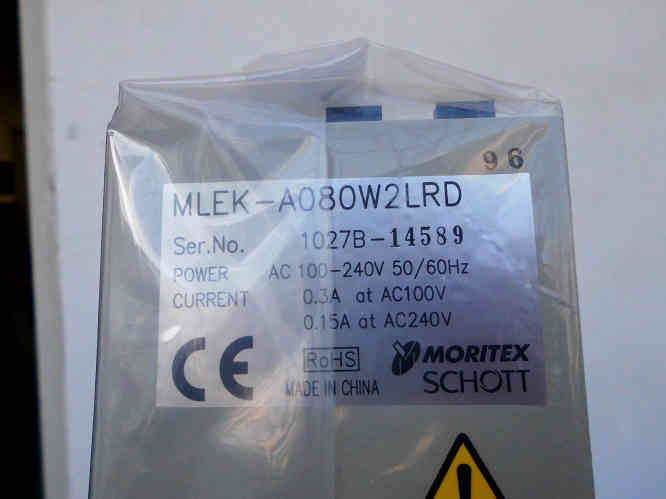 96
MLEK-A080W2LRD
Ser.No. 1027B-14589
POWER AC 100-240V 50/60Hz
CURRENT 0.3A at AC100V
0.15A at AC240V
CE RoHS MORITEX
MADE IN CHINA SCHOTT
!